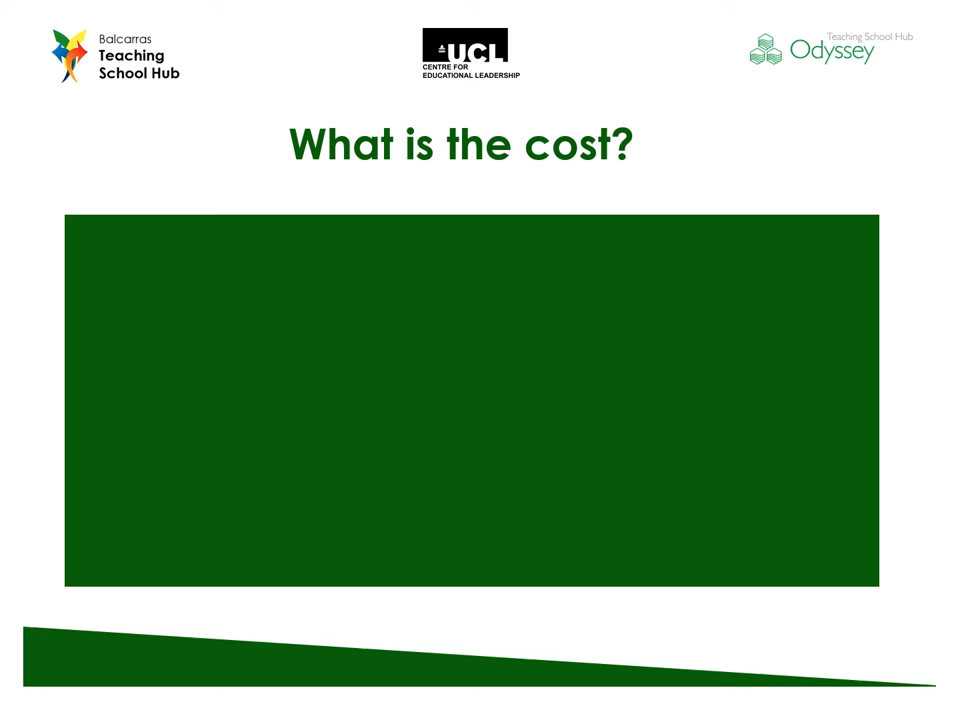 Balcarras
Teaching
School Hub
UCL
CENTRE FOR
EDUCATIONAL LEADERSHIP
Teaching School Hub
Odyssey
What is the cost?